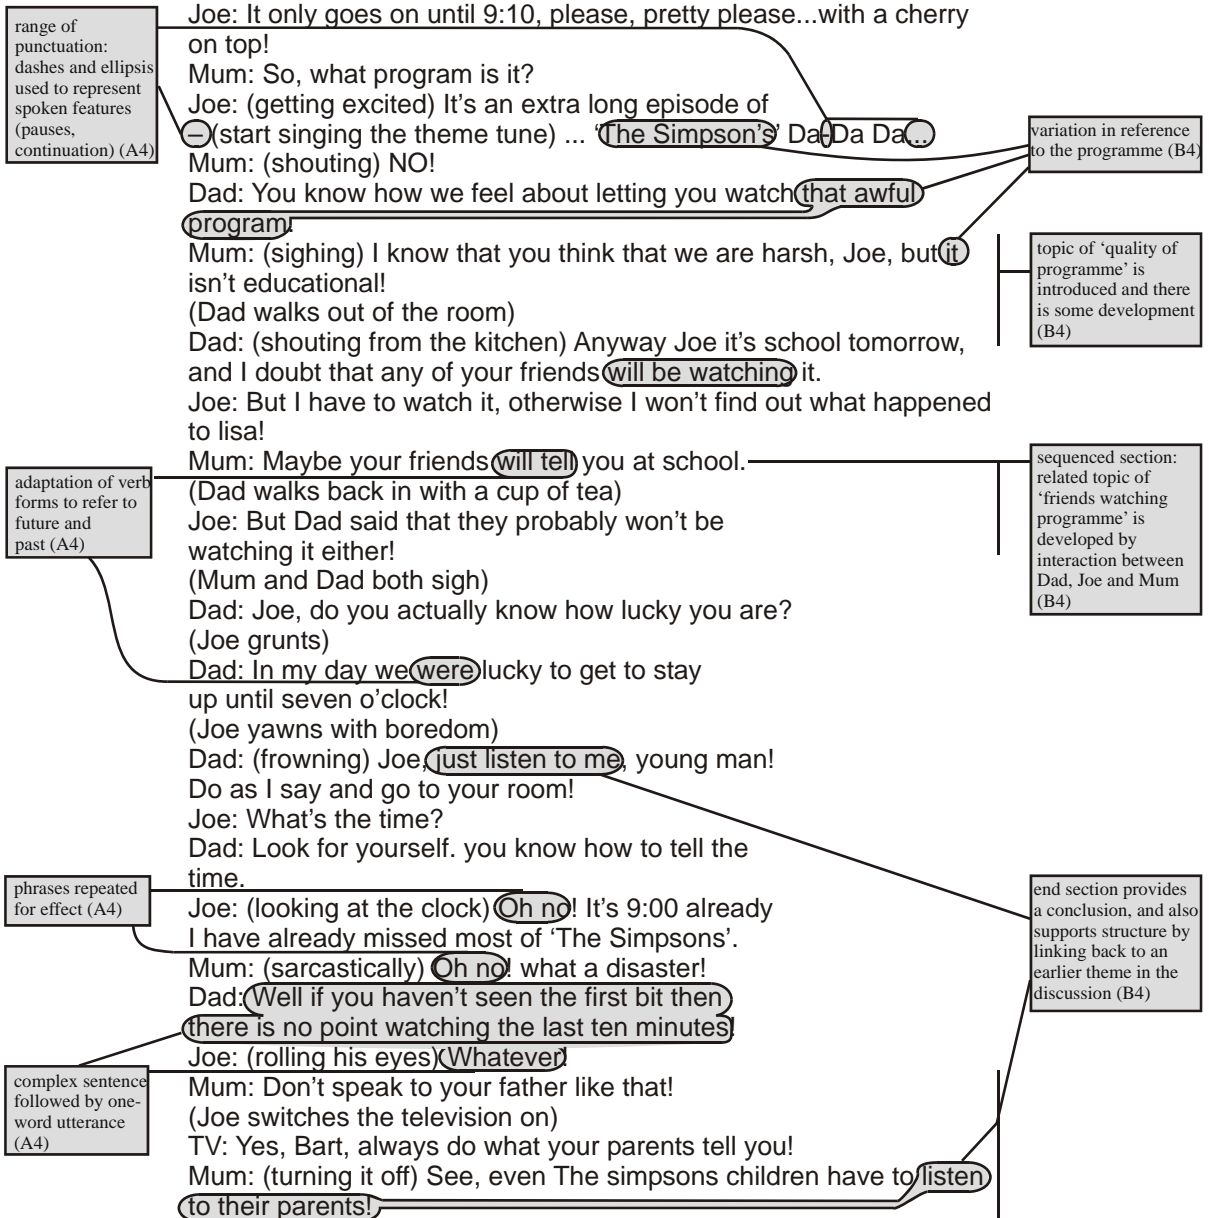 range of
punctuation:
dashes and ellipsis
used to represent
spoken features
(pauses,
continuation) (A4)
Joe: It only goes on until 9:10, please, pretty please...with a cherry
on top!
Mum: So, what program is it?
Joe: (getting excited) It's an extra long episode of
– (start singing the theme tune) ... 'The Simpson's' Da-Da Da...
Mum: (shouting) NO!
Dad: You know how we feel about letting you watch that awful
program!
Mum: (sighing) I know that you think that we are harsh, Joe, but it
isn't educational!
(Dad walks out of the room)
Dad: (shouting from the kitchen) Anyway Joe it's school tomorrow,
and I doubt that any of your friends will be watching it.
Joe: But I have to watch it, otherwise I won't find out what happened
to lisa!
Mum: Maybe your friends will tell you at school.
(Dad walks back in with a cup of tea)
Joe: But Dad said that they probably won't be
watching it either!
(Mum and Dad both sigh)
Dad: Joe, do you actually know how lucky you are?
(Joe grunts)
Dad: In my day we were lucky to get to stay
up until seven o'clock!
(Joe yawns with boredom)
Dad: (frowning) Joe, just listen to me, young man!
Do as I say and go to your room!
Joe: What's the time?
Dad: Look for yourself. you know how to tell the
time.
Joe: (looking at the clock) Oh no! It's 9:00 already
I have already missed most of 'The Simpsons'.
Mum: (sarcastically) Oh no! what a disaster!
Dad: Well if you haven't seen the first bit then
there is no point watching the last ten minutes!
Joe: (rolling his eyes) Whatever!
Mum: Don't speak to your father like that!
(Joe switches the television on)
TV: Yes, Bart, always do what your parents tell you!
Mum: (turning it off) See, even The simpsons children have to listen
to their parents!
adaptation of verb
forms to refer to
future and
past (A4)
phrases repeated
for effect (A4)
complex sentence
followed by one-
word utterance
(A4)
variation in reference
to the programme (B4)
topic of 'quality of
programme' is
introduced and there
is some development
(B4)
sequenced section:
related topic of
'friends watching
programme' is
developed by
interaction between
Dad, Joe and Mum
(B4)
end section provides
a conclusion, and also
supports structure by
linking back to an
earlier theme in the
discussion (B4)